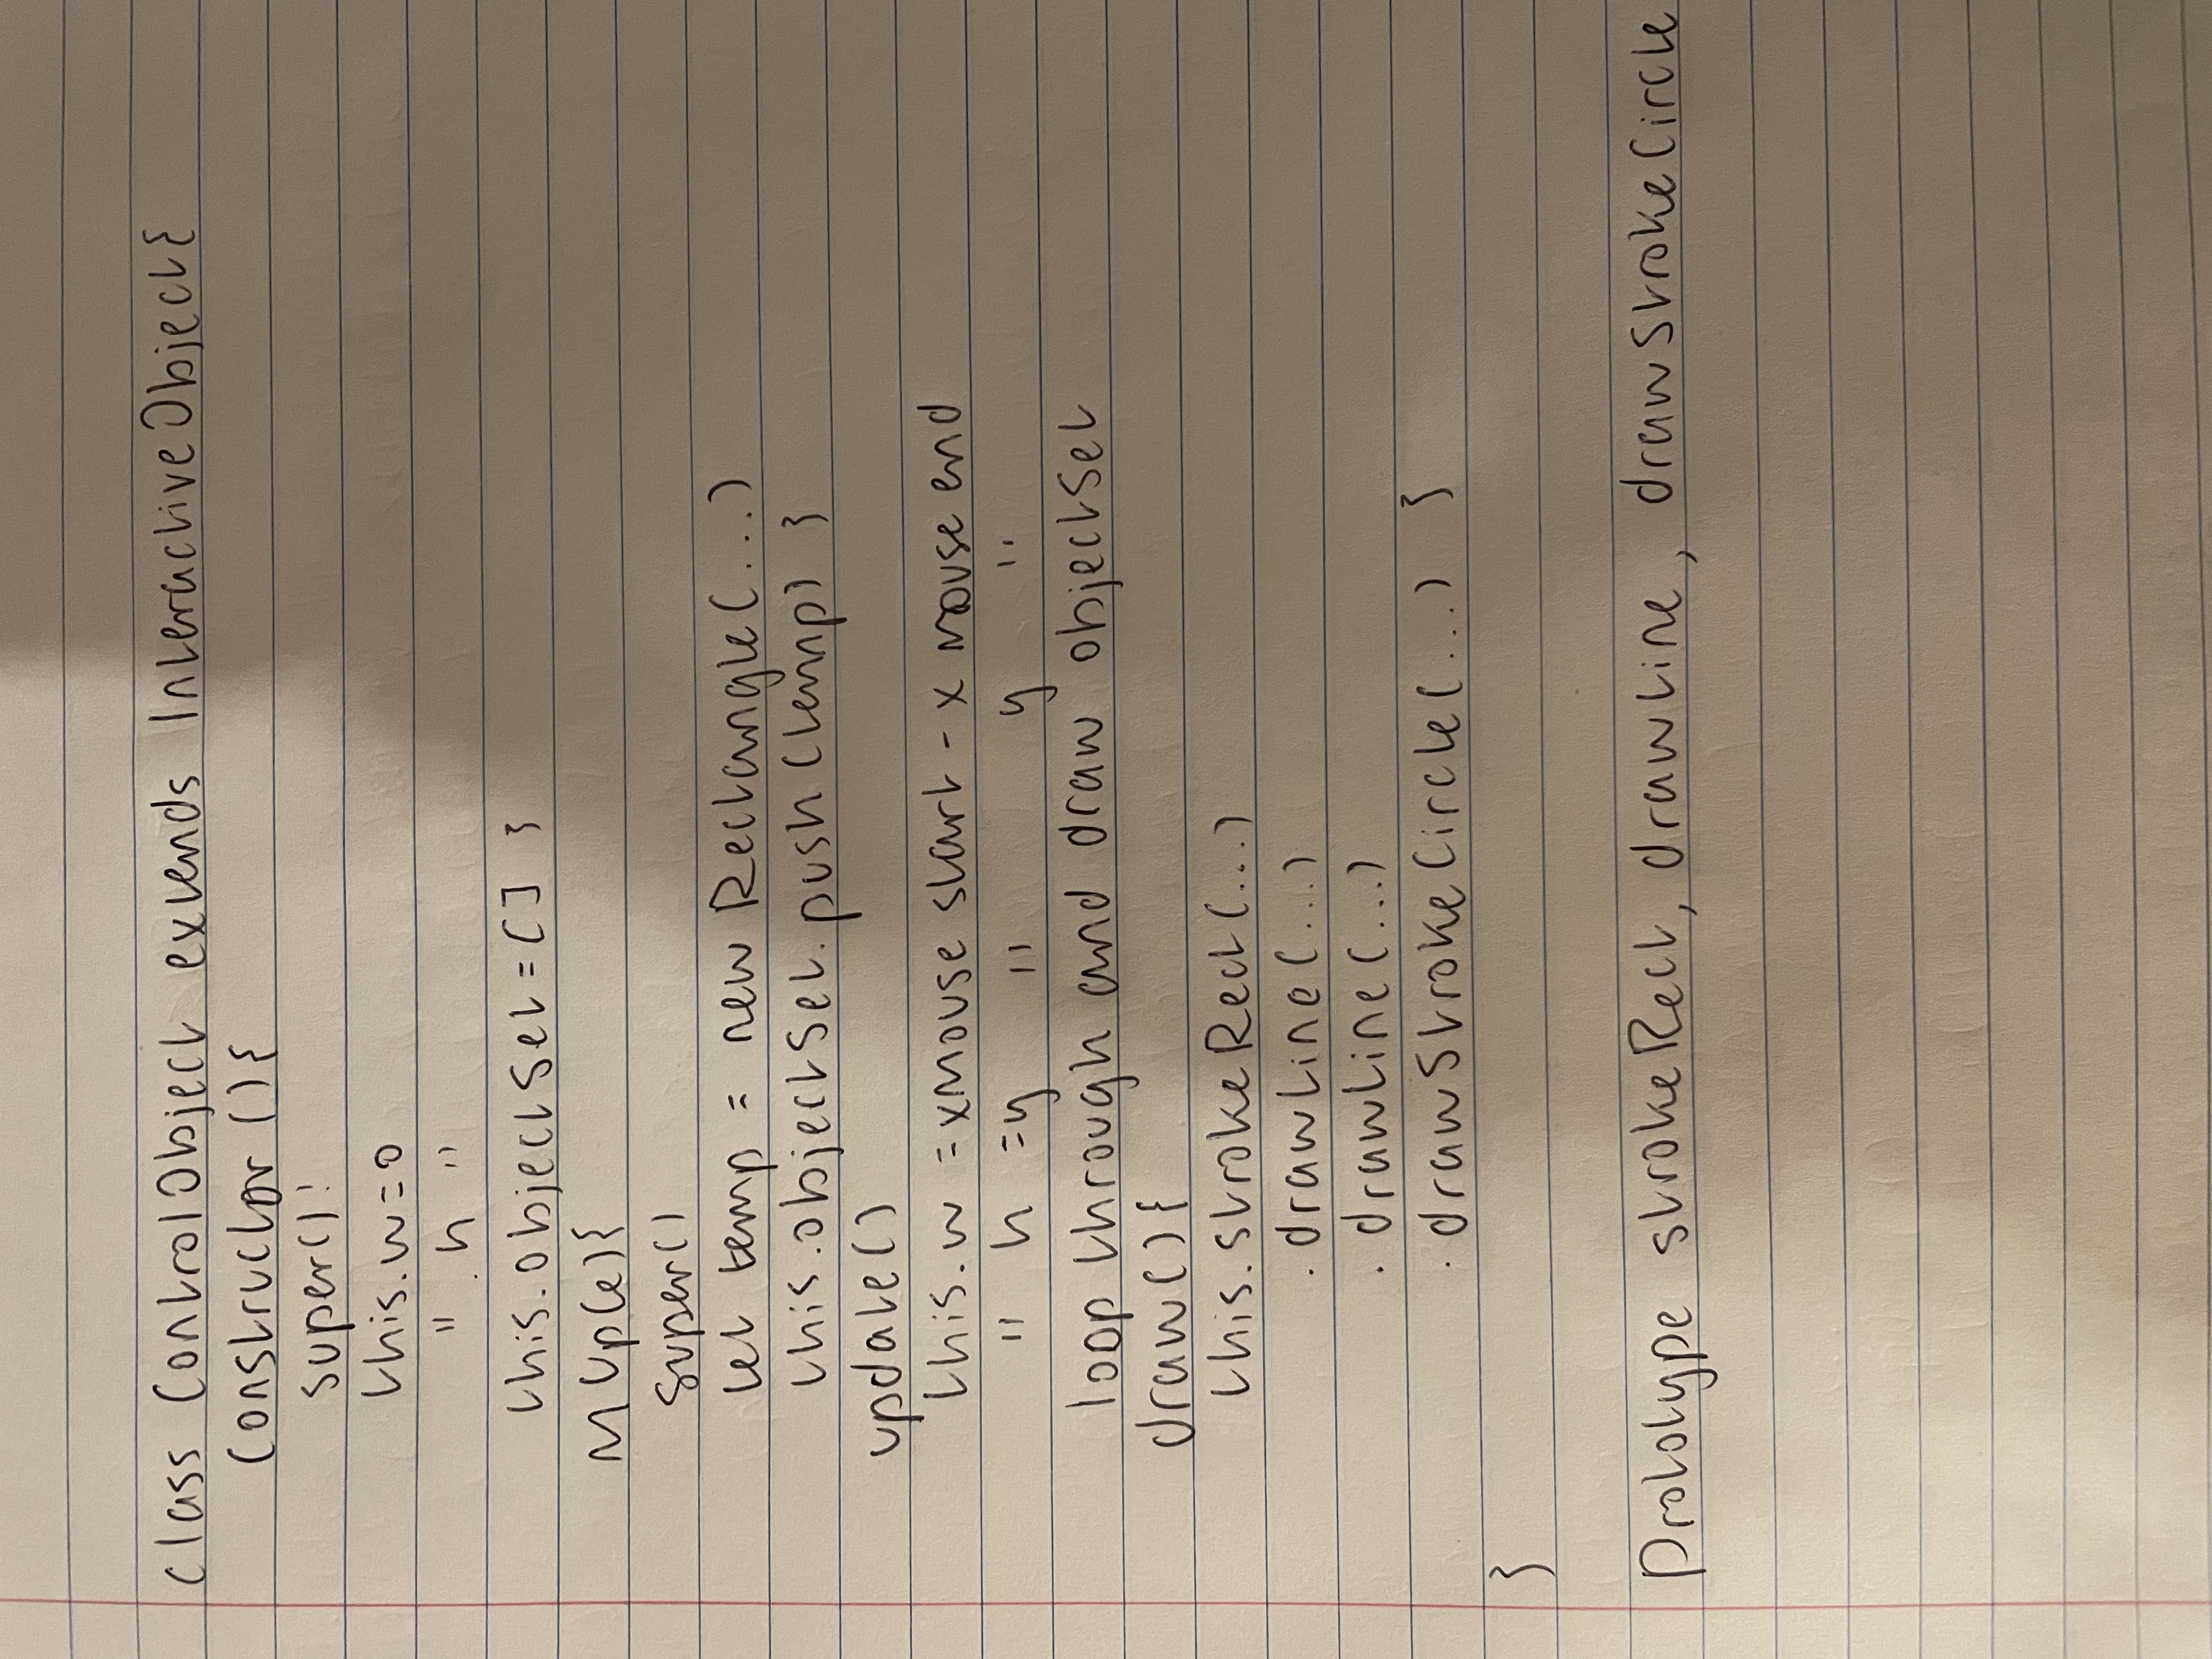 class ControlObject extends InteractiveObject{
constructor (){
super()!
this.w=0
" .h "
this.objectSet=[] }
MUp(e){
super()
let temp = new Rectangle(...)
this.objectSet.push(temp) }
update()
this.w =xMouse start - x mouse end
" h =y " y "
loop through and draw objectSet
draw(){
this.strokeRect(...)
.drawLine(...)
.drawLine(...)
.drawStrokeCircle(...) }
}
Prototype strokeRect, drawLine, drawStrokeCircle